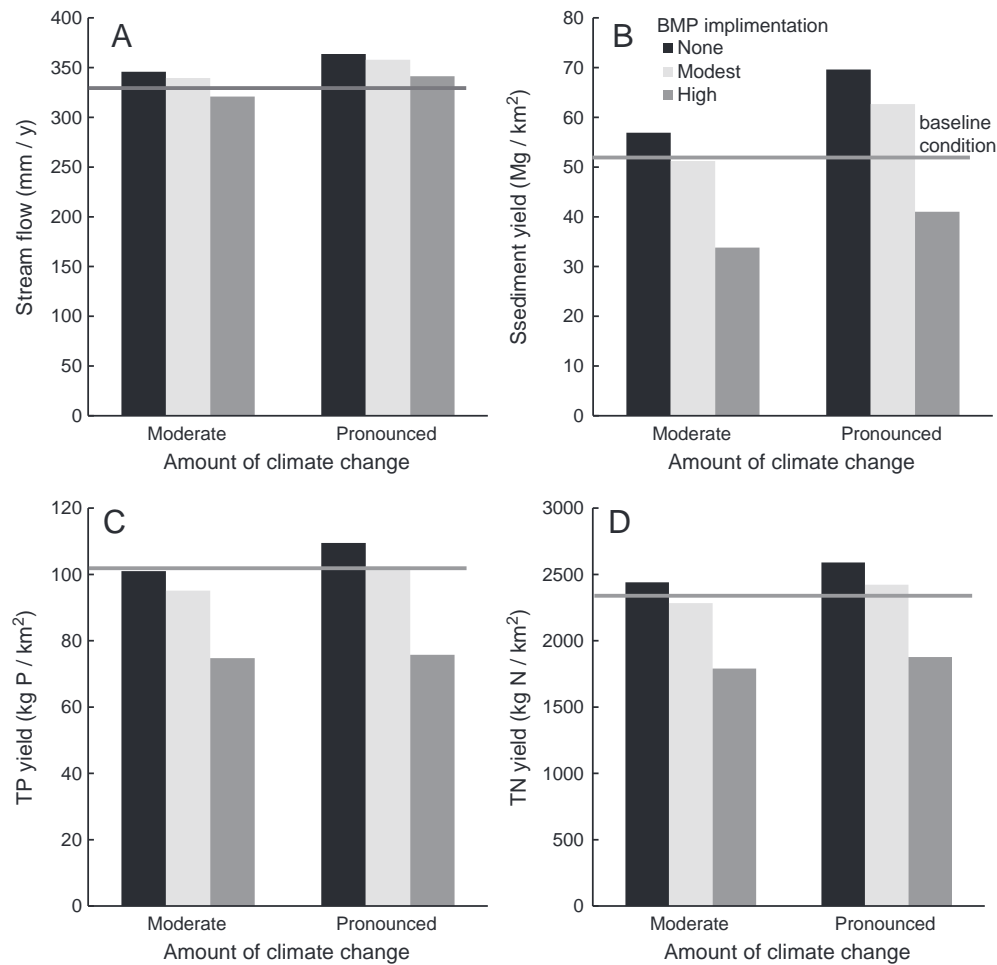 A
400
350
300
250
200
150
100
50
0
Stream flow (mm / y)
Moderate
Pronounced
Amount of climate change
B
BMP implimentation
None
Modest
High
baseline
condition
80
70
60
50
40
30
20
10
0
Ssediment yield (Mg / km²)
Moderate
Pronounced
Amount of climate change
C
120
100
80
60
40
20
0
TP yield (kg P / km²)
Moderate
Pronounced
Amount of climate change
D
3000
2500
2000
1500
1000
500
0
TN yield (kg N / km²)
Moderate
Pronounced
Amount of climate change